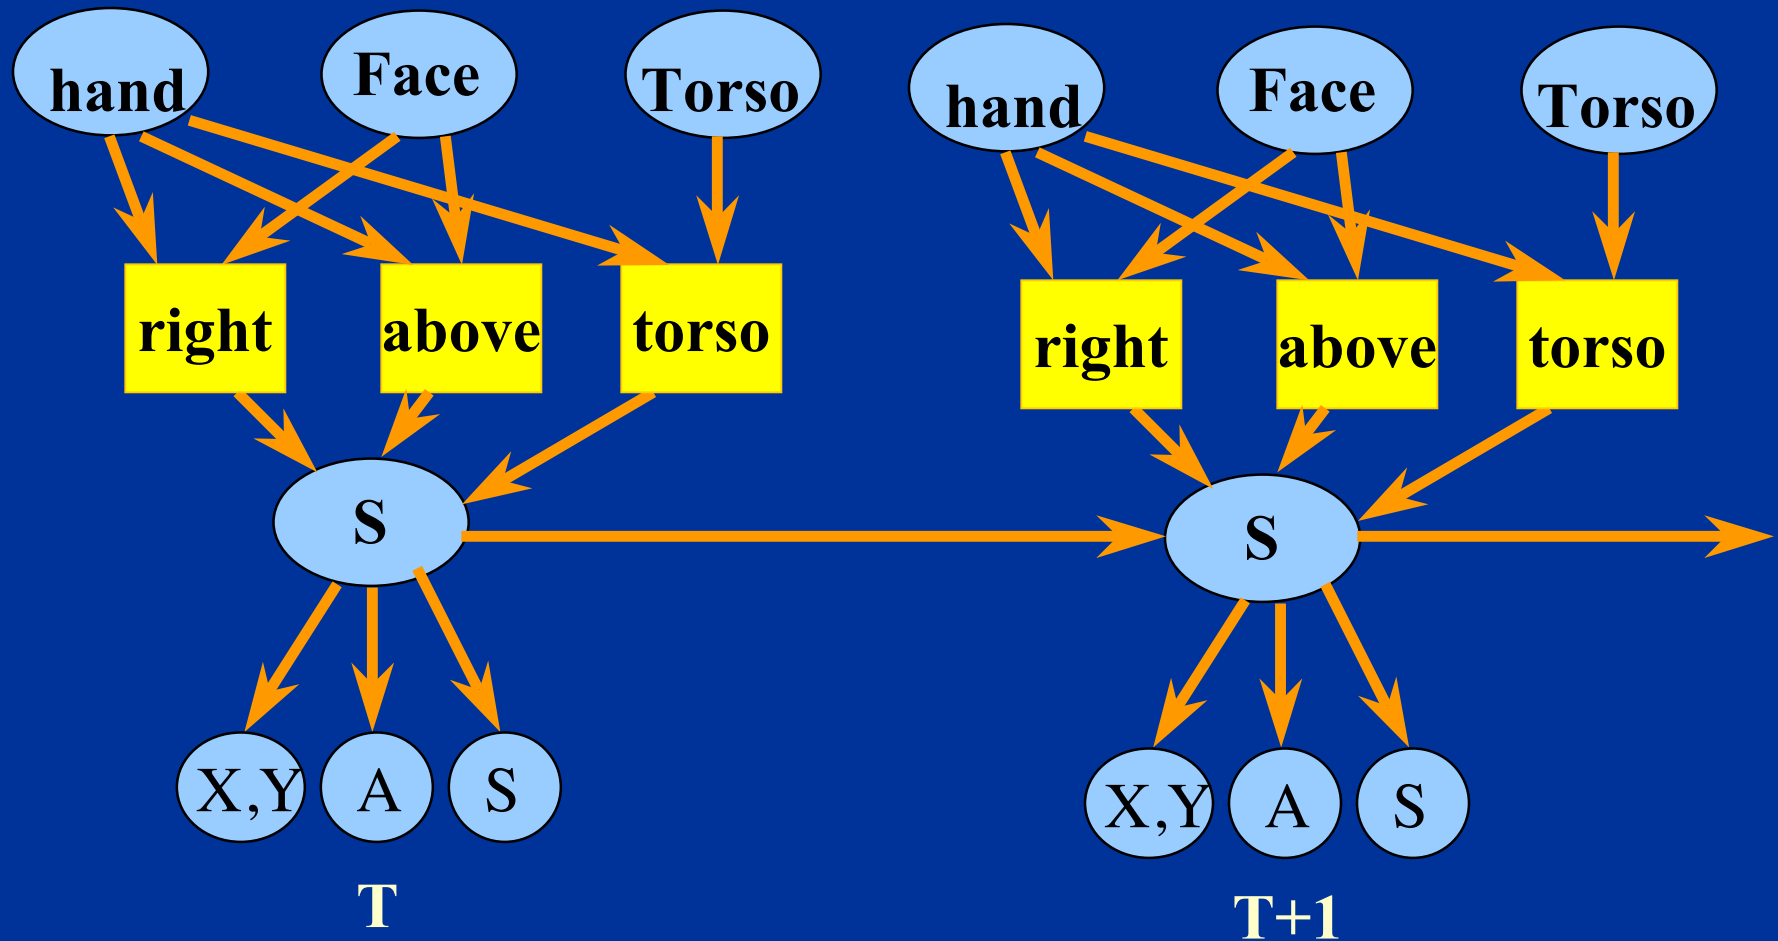 hand Face Torso hand Face Torso
right above torso right above torso
S S
X,Y A S X,Y A S
T T+1